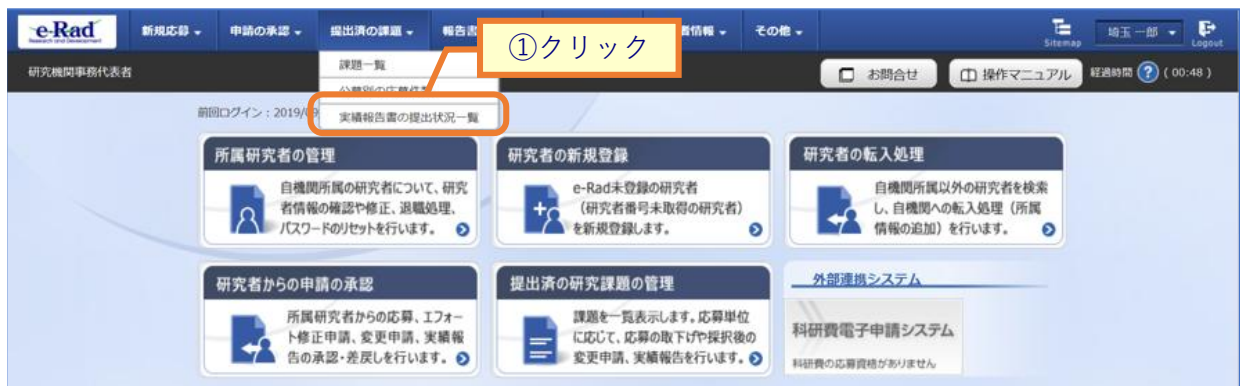 e-Rad
新規応募
申請の承認
提出済の課題
報告書
者情報
その他
Sitemap
埼玉 一郎
Logout
①クリック
研究機関事務代表者
課題一覧
お問合せ
操作マニュアル
経過時間 ? ( 00:48 )
前回ログイン：2019/09
実績報告書の提出状況一覧
所属研究者の管理
自機関所属の研究者について、研究
者情報の確認や修正、退職処理、
パスワードのリセットを行います。
研究者の新規登録
e-Rad未登録の研究者
（研究者番号未取得の研究者）
を新規登録します。
研究者の転入処理
自機関所属以外の研究者を検索
し、自機関への転入処理（所属
情報の追加）を行います。
研究者からの申請の承認
所属研究者からの応募、エフォー
ト修正申請、変更申請、実績報
告の承認・差戻しを行います。
提出済の研究課題の管理
課題を一覧表示します。応募単位
に応じて、応募の取下げや採択後の
変更申請、実績報告を行います。
外部連携システム
科研費電子申請システム
科研費の応募資格がありません